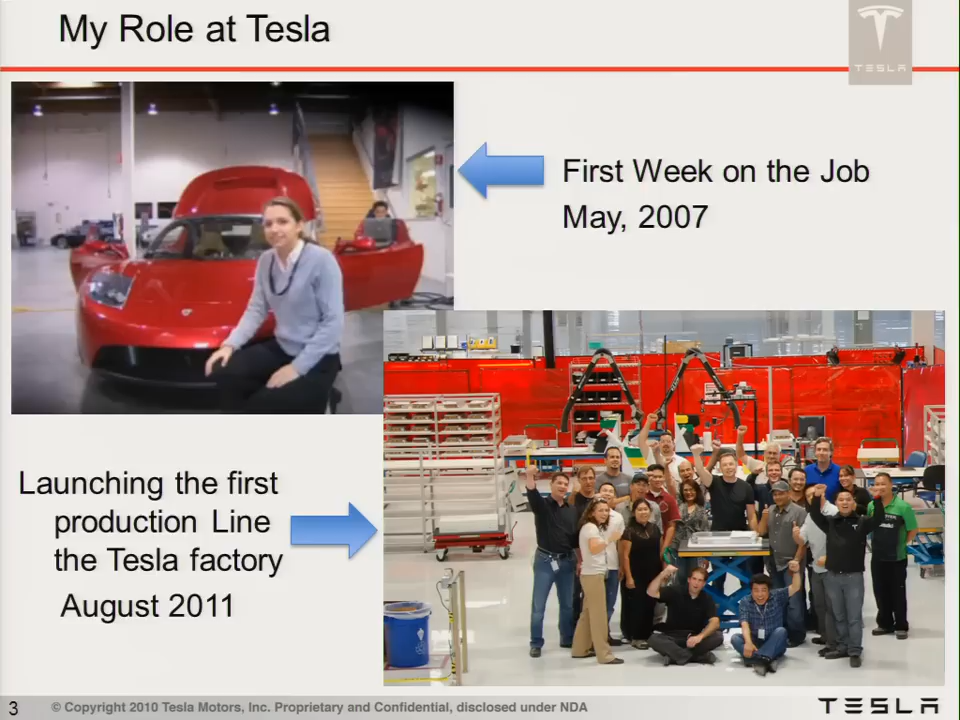 My Role at Tesla
TESLA
First Week on the Job
May, 2007
Launching the first
production Line
the Tesla factory
August 2011
3
© Copyright 2010 Tesla Motors, Inc. Proprietary and Confidential, disclosed under NDA
TESLA